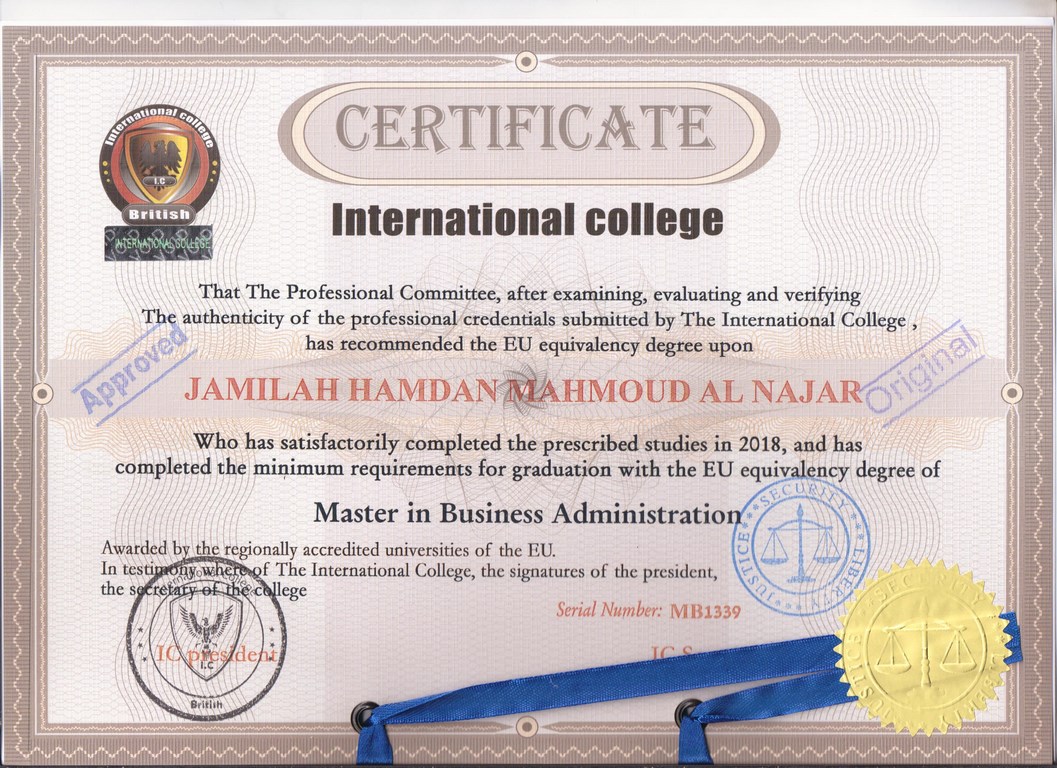 CERTIFICATE
International college
British
I.C
INTERNATIONAL COLLEGE
International college
That The Professional Committee, after examining, evaluating and verifying
The authenticity of the professional credentials submitted by The International College ,
has recommended the EU equivalency degree upon
Approved
JAMILAH HAMDAN MAHMOUD AL NAJAR
Original
Who has satisfactorily completed the prescribed studies in 2018, and has
completed the minimum requirements for graduation with the EU equivalency degree of
Master in Business Administration
SECURITY
JUSTICE
LIBERTY
Awarded by the regionally accredited universities of the EU.
In testimony where of The International College, the signatures of the president,
the secretary of the college
Serial Number: MB1339
International College
IC president
I.C
British
IC S
SECURITY